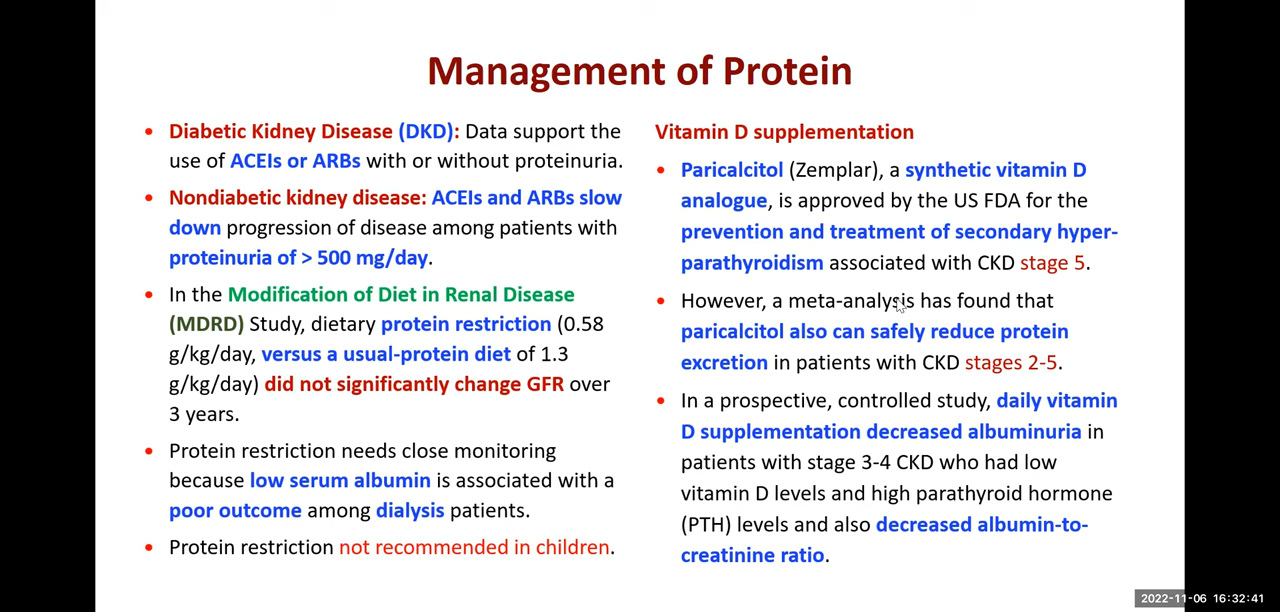 Management of Protein
• Diabetic Kidney Disease (DKD): Data support the
use of ACEIs or ARBs with or without proteinuria.
• Nondiabetic kidney disease: ACEIs and ARBs slow
down progression of disease among patients with
proteinuria of > 500 mg/day.
• In the Modification of Diet in Renal Disease
(MDRD) Study, dietary protein restriction (0.58
g/kg/day, versus a usual-protein diet of 1.3
g/kg/day) did not significantly change GFR over
3 years.
• Protein restriction needs close monitoring
because low serum albumin is associated with a
poor outcome among dialysis patients.
• Protein restriction not recommended in children.
Vitamin D supplementation
• Paricalcitol (Zemplar), a synthetic vitamin D
analogue, is approved by the US FDA for the
prevention and treatment of secondary hyper-
parathyroidism associated with CKD stage 5.
• However, a meta-analysis has found that
paricalcitol also can safely reduce protein
excretion in patients with CKD stages 2-5.
• In a prospective, controlled study, daily vitamin
D supplementation decreased albuminuria in
patients with stage 3-4 CKD who had low
vitamin D levels and high parathyroid hormone
(PTH) levels and also decreased albumin-to-
creatinine ratio.
2022-11-06 16:32:41